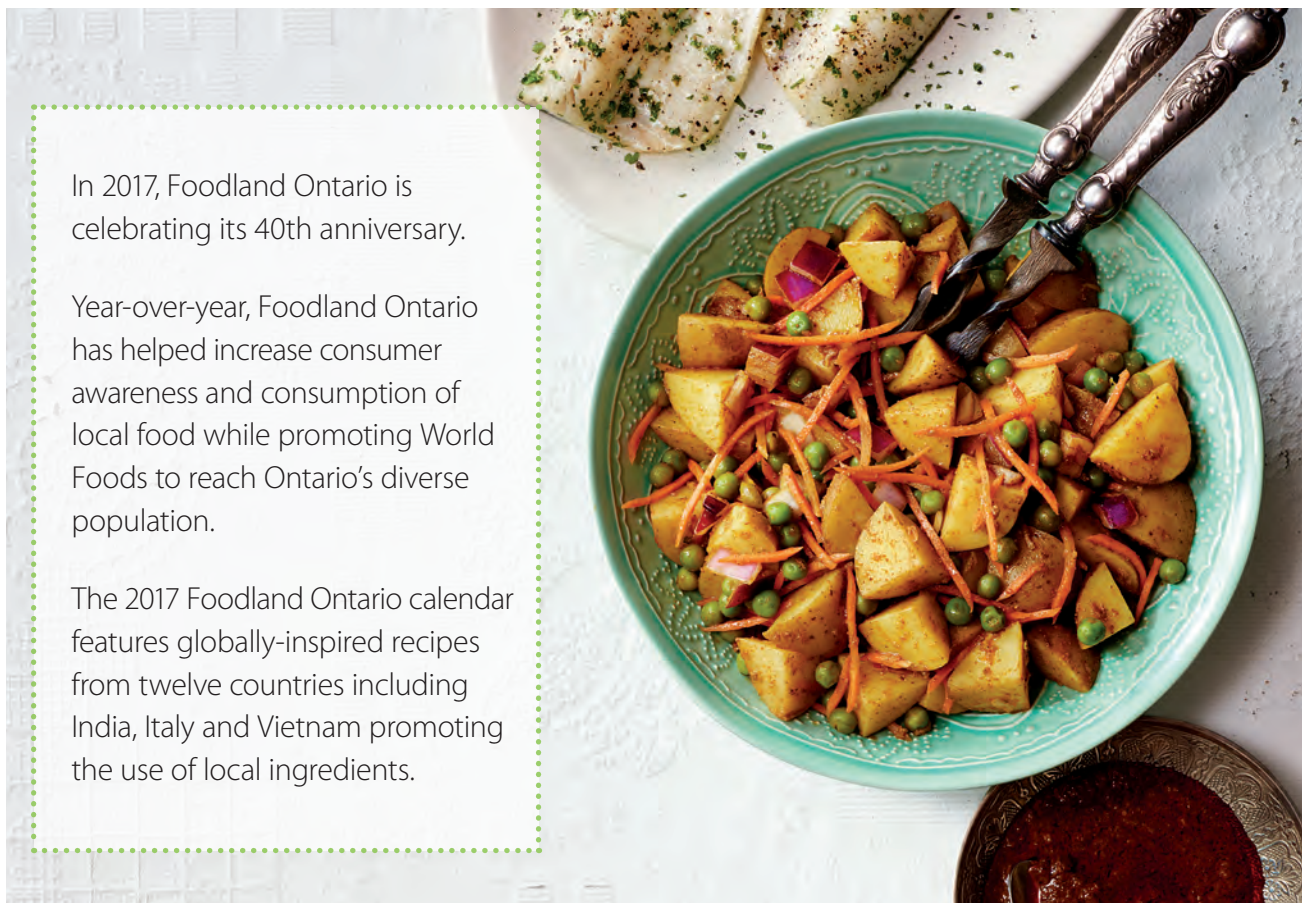 In 2017, Foodland Ontario is
celebrating its 40th anniversary.
Year-over-year, Foodland Ontario
has helped increase consumer
awareness and consumption of
local food while promoting World
Foods to reach Ontario’s diverse
population.
The 2017 Foodland Ontario calendar
features globally-inspired recipes
from twelve countries including
India, Italy and Vietnam promoting
the use of local ingredients.